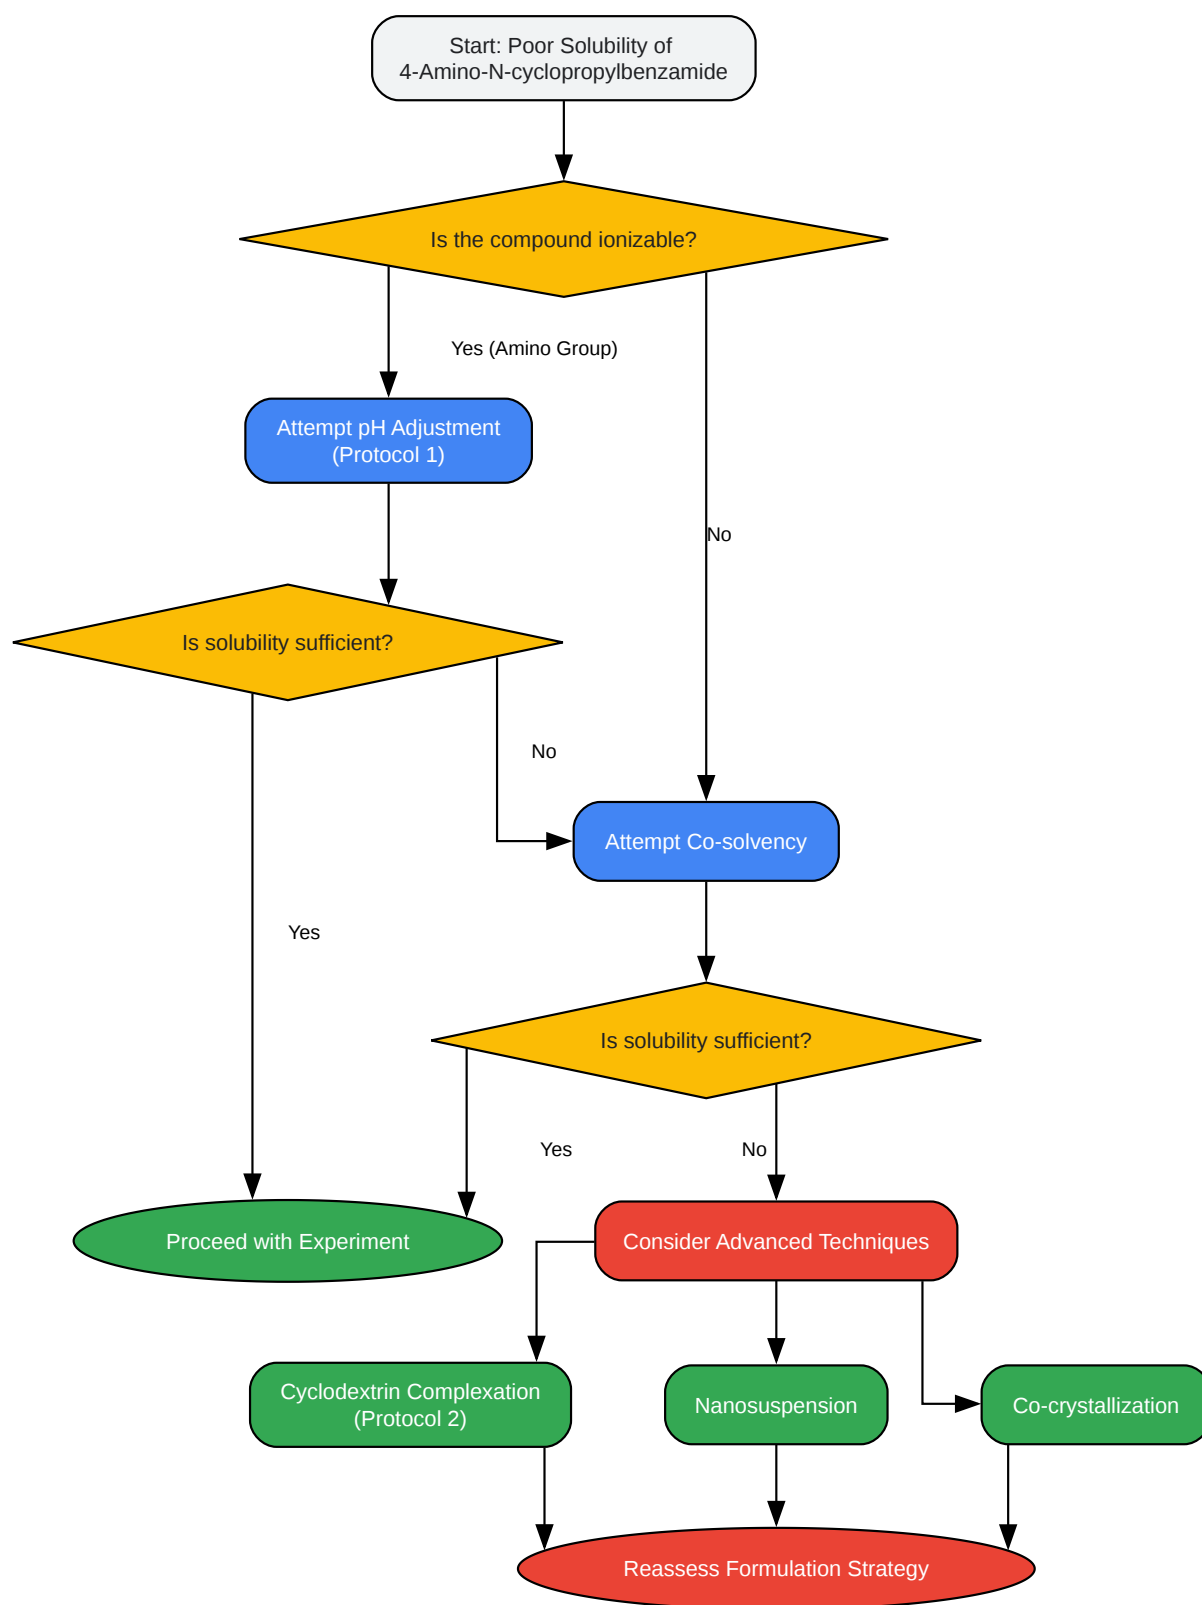 Start: Poor Solubility of
4-Amino-N-cyclopropylbenzamide
Is the compound ionizable?
Yes (Amino Group)
Attempt pH Adjustment
(Protocol 1)
No
Is solubility sufficient?
No
Attempt Co-solvency
Yes
Is solubility sufficient?
Yes
No
Proceed with Experiment
Consider Advanced Techniques
Cyclodextrin Complexation
(Protocol 2)
Nanosuspension
Co-crystallization
Reassess Formulation Strategy